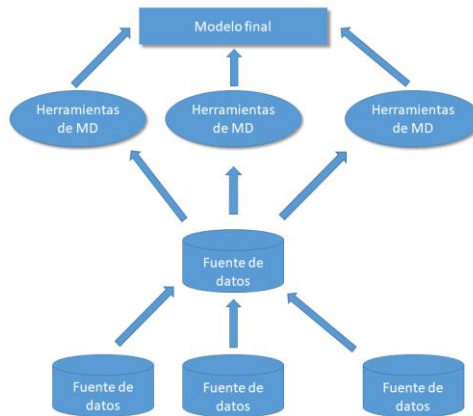 Modelo final
Herramientas
de MD
Herramientas
de MD
Herramientas
de MD
Fuente de
datos
Fuente de
datos
Fuente de
datos
Fuente de
datos